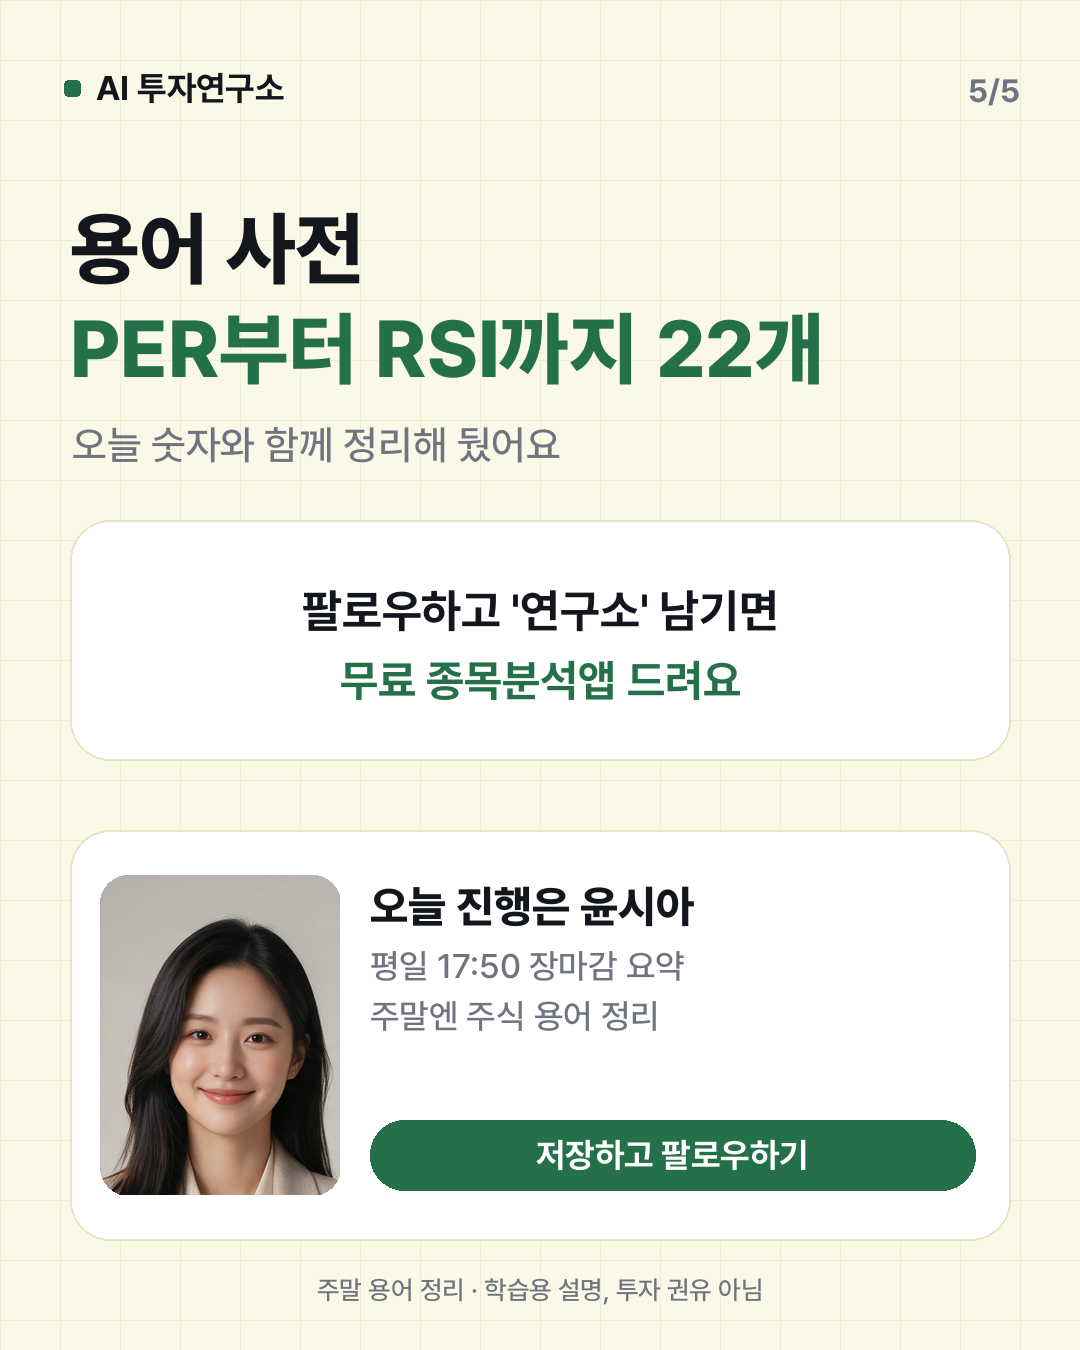 AI 투자연구소
5/5
용어 사전
PER부터 RSI까지 22개
오늘 숫자와 함께 정리해 뒀어요
팔로우하고 '연구소' 남기면
무료 종목분석앱 드려요
오늘 진행은 윤시아
평일 17:50 장마감 요약
주말엔 주식 용어 정리
저장하고 팔로우하기
주말 용어 정리 · 학습용 설명, 투자 권유 아님